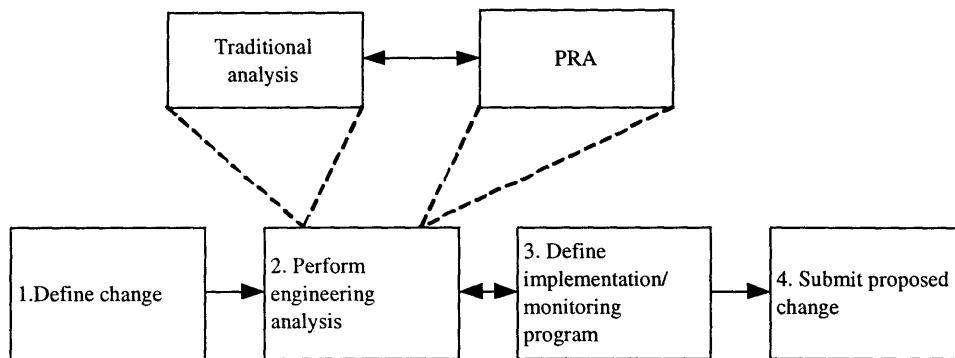 Traditional
analysis
PRA
1.Define change
2. Perform
engineering
analysis
3. Define
implementation/
monitoring
program
4. Submit proposed
change